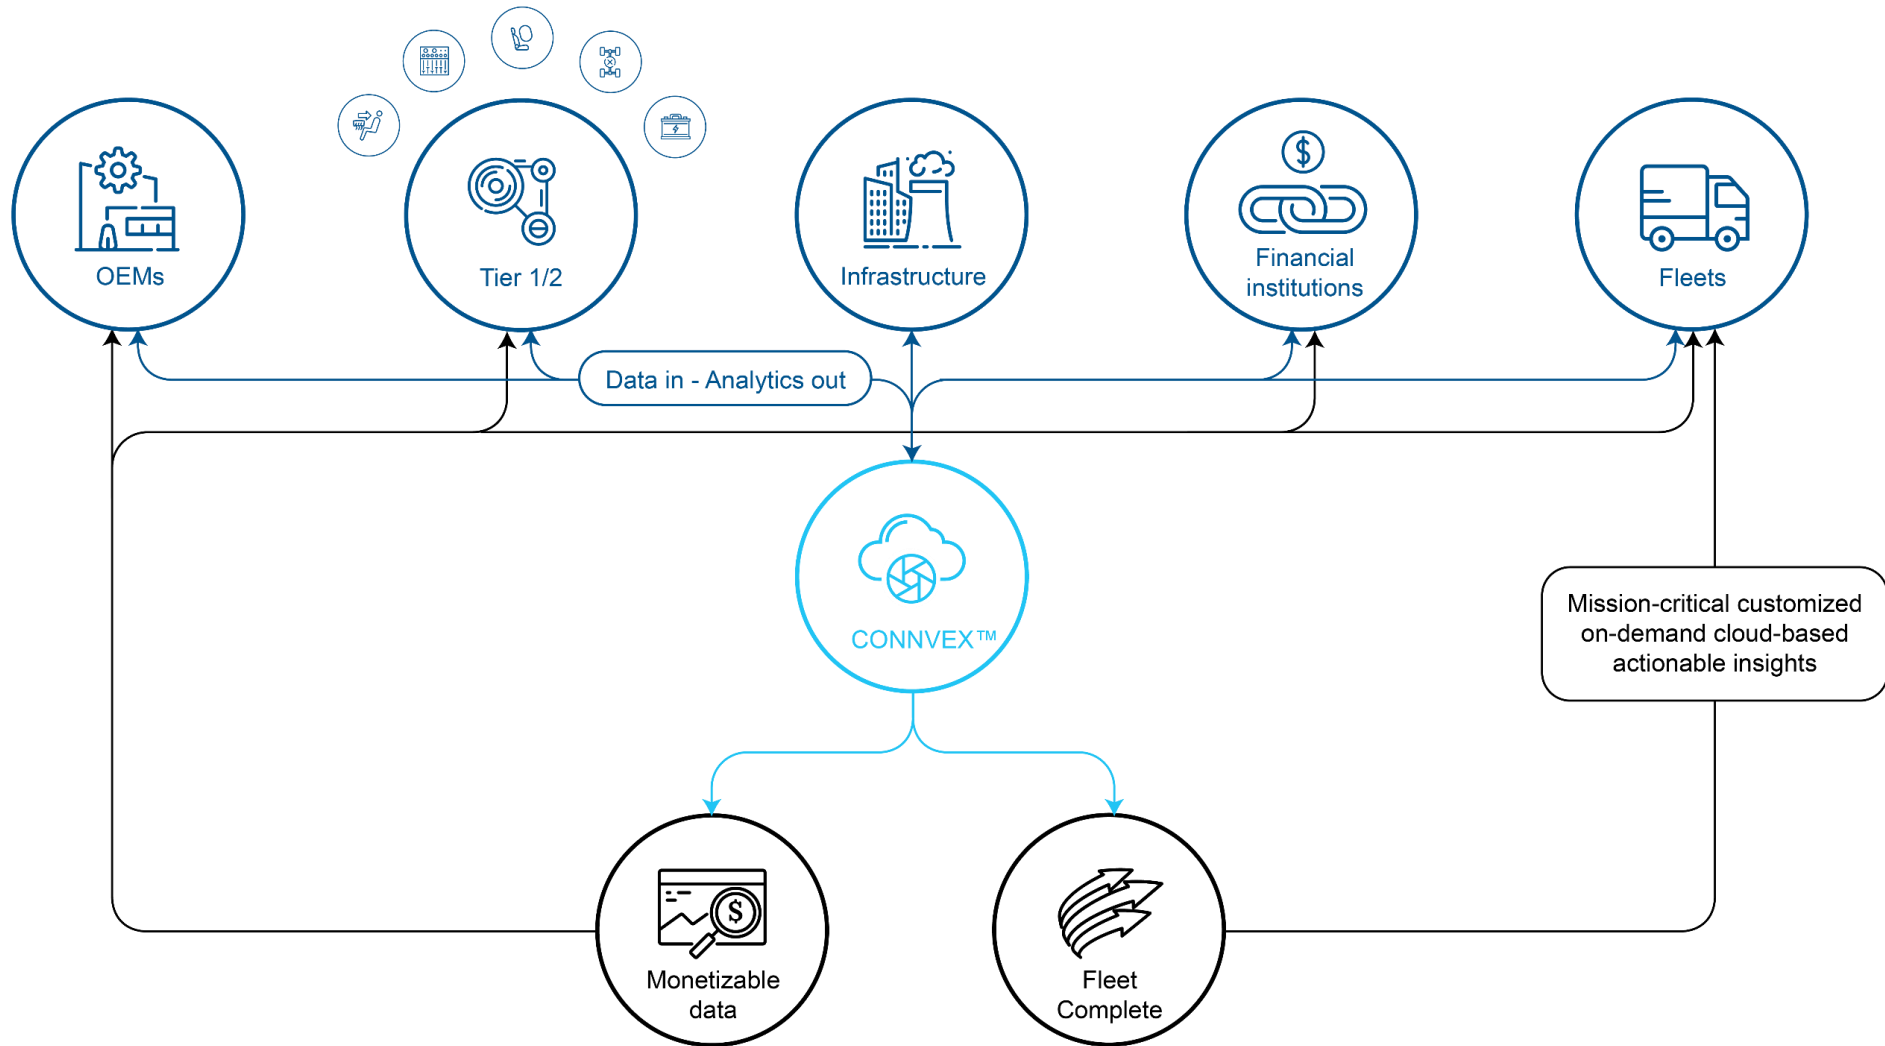 OEMs
Tier 1/2
Infrastructure
$
Financial
institutions
Fleets
Data in - Analytics out
CONNVEX™
Mission-critical customized
on-demand cloud-based
actionable insights
$
Monetizable
data
Fleet
Complete